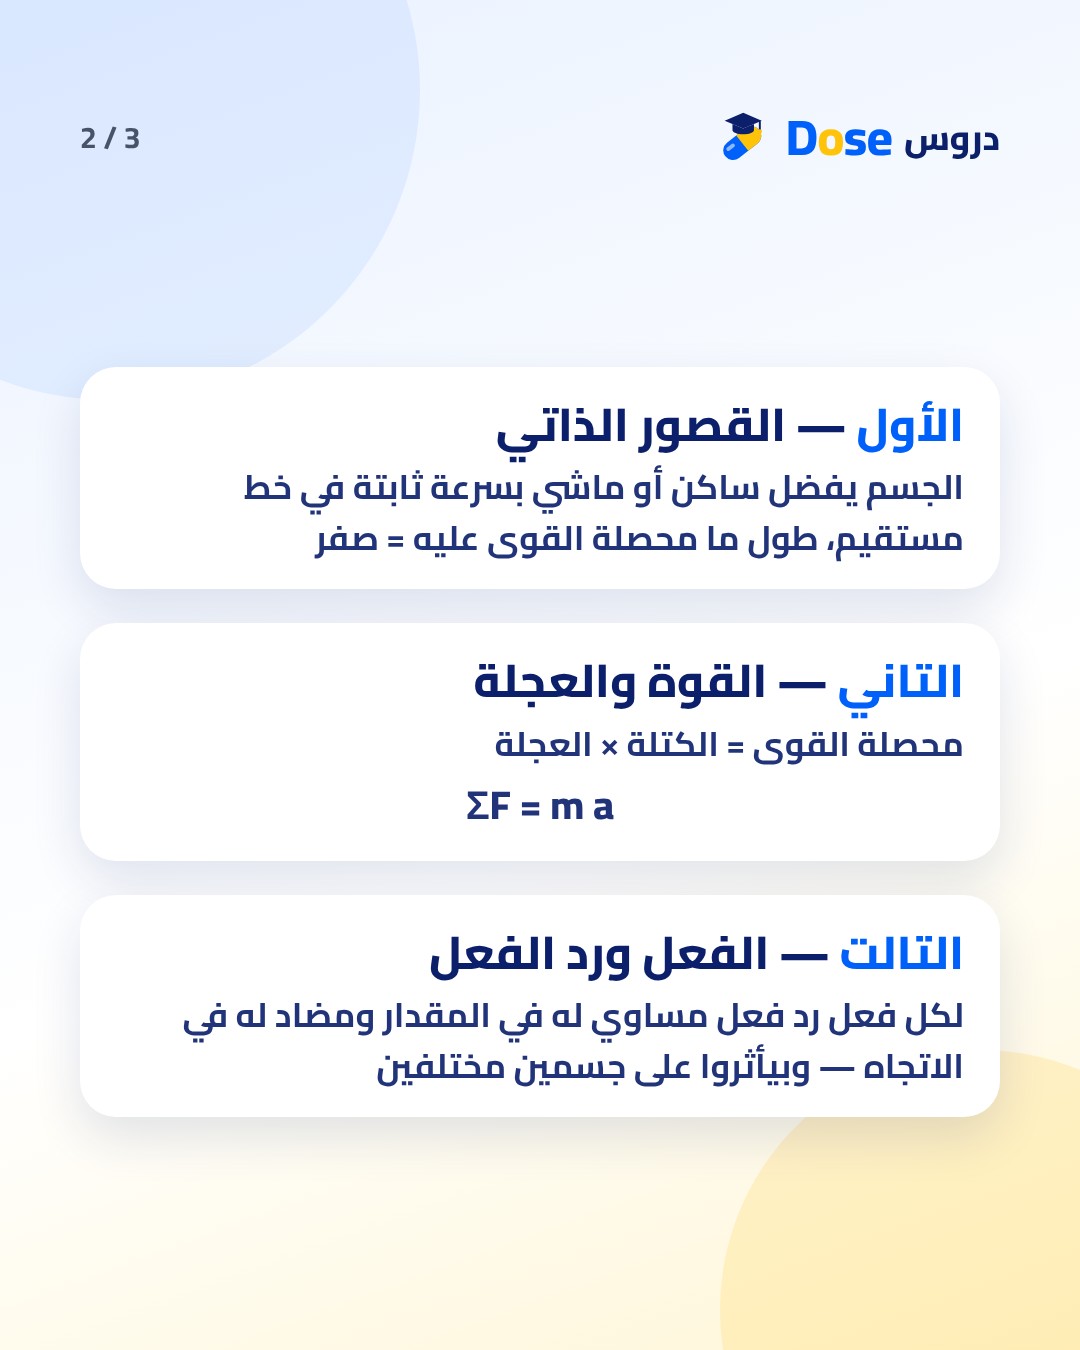 دروس Dose
2 / 3
الأول — القصور الذاتي
الجسم يفضل ساكن أو ماشي بسرعة ثابتة في خط
مستقيم، طول ما محصلة القوى عليه = صفر
التاني — القوة والعجلة
محصلة القوى = الكتلة × العجلة
ΣF = m a
التالت — الفعل ورد الفعل
لكل فعل رد فعل مساوي له في المقدار ومضاد له في
الاتجاه — وبيأثروا على جسمين مختلفين